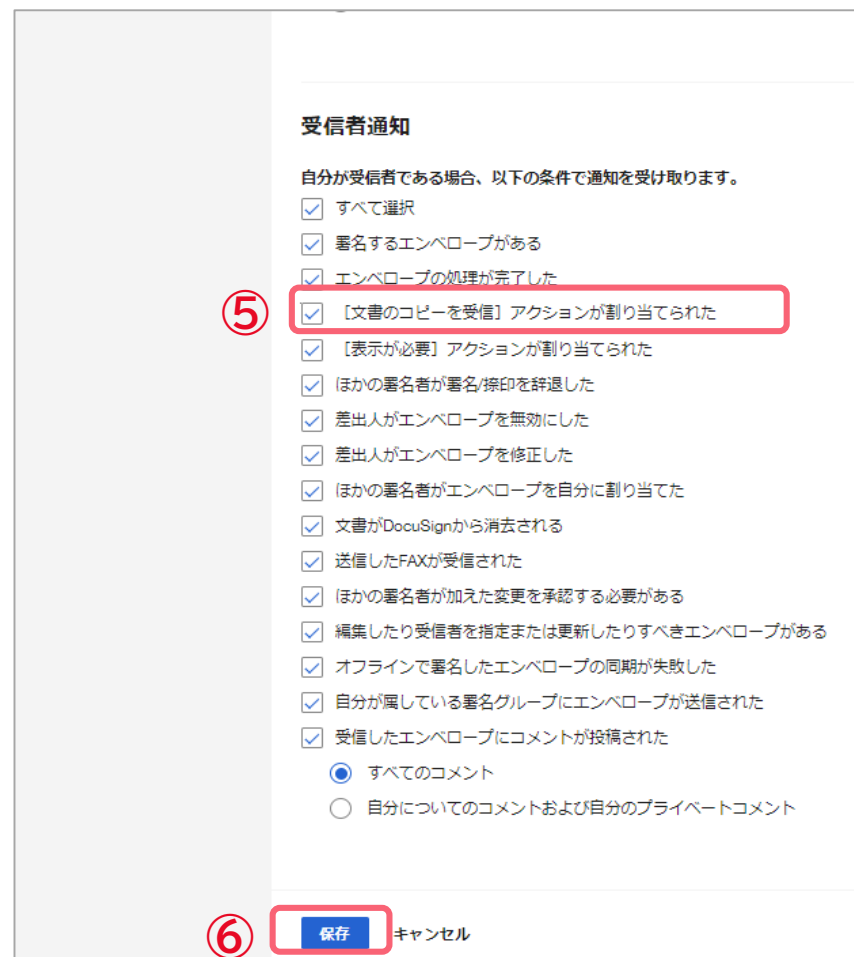 受信者通知
自分が受信者である場合、以下の条件で通知を受け取ります。
すべて選択
署名するエンベロープがある
エンベロープの処理が完了した
⑤ ［文書のコピーを受信］アクションが割り当てられた
［表示が必要］アクションが割り当てられた
ほかの署名者が署名/捺印を辞退した
差出人がエンベロープを無効にした
差出人がエンベロープを修正した
ほかの署名者がエンベロープを自分に割り当てた
文書がDocuSignから消去される
送信したFAXが受信された
ほかの署名者が加えた変更を承認する必要がある
編集したり受信者を指定または更新したりすべきエンベロープがある
オフラインで署名したエンベロープの同期が失敗した
自分が属している署名グループにエンベロープが送信された
受信したエンベロープにコメントが投稿された
すべてのコメント
自分についてのコメントおよび自分のプライベートコメント
⑥ 保存 キャンセル